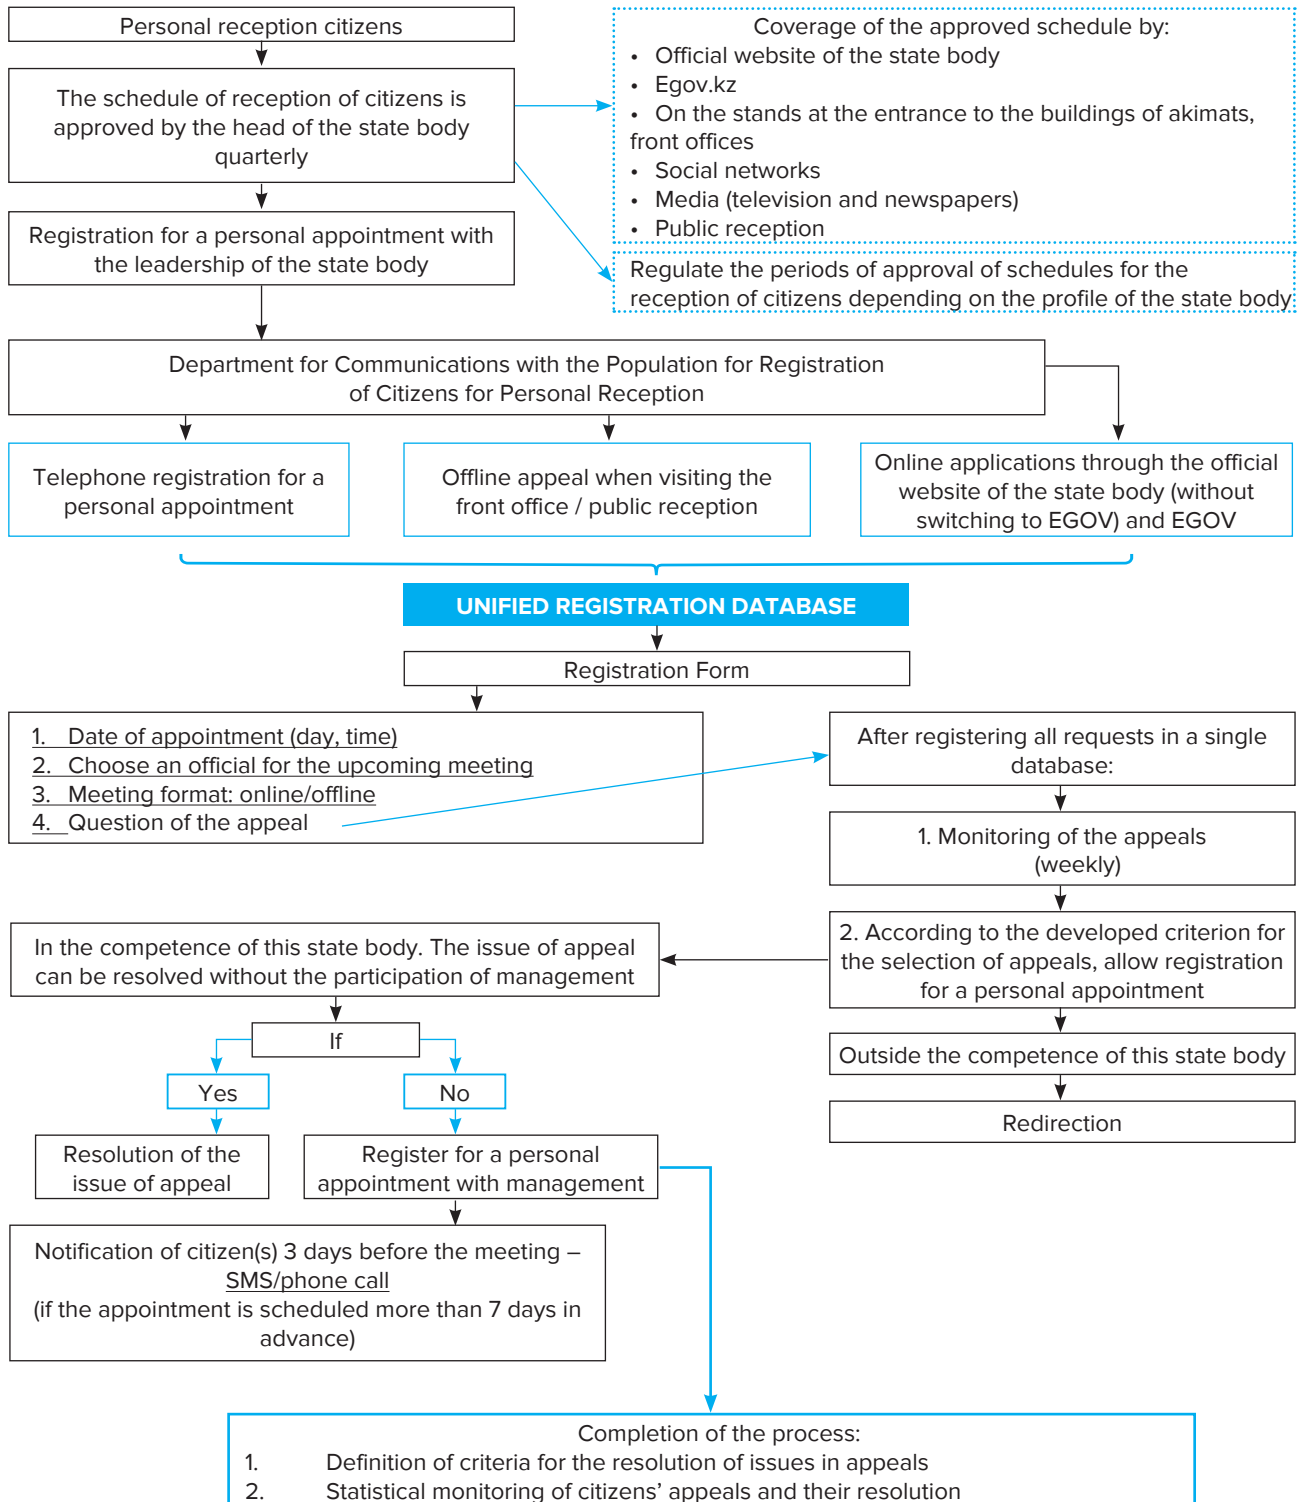 Personal reception citizens
The schedule of reception of citizens is
approved by the head of the state body
quarterly
Coverage of the approved schedule by:
• Official website of the state body
• Egov.kz
• On the stands at the entrance to the buildings of akimats,
front offices
• Social networks
• Media (television and newspapers)
• Public reception
Registration for a personal appointment with
the leadership of the state body
Regulate the periods of approval of schedules for the
reception of citizens depending on the profile of the state body
Department for Communications with the Population for Registration
of Citizens for Personal Reception
Telephone registration for a
personal appointment
Offline appeal when visiting the
front office / public reception
Online applications through the official
website of the state body (without
switching to EGOV) and EGOV
UNIFIED REGISTRATION DATABASE
Registration Form
1. Date of appointment (day, time)
2. Choose an official for the upcoming meeting
3. Meeting format: online/offline
4. Question of the appeal
After registering all requests in a single
database:
1. Monitoring of the appeals
(weekly)
2. According to the developed criterion for
the selection of appeals, allow registration
for a personal appointment
In the competence of this state body. The issue of appeal
can be resolved without the participation of management
If
Outside the competence of this state body
Yes
No
Redirection
Resolution of the
issue of appeal
Register for a personal
appointment with management
Notification of citizen(s) 3 days before the meeting –
SMS/phone call
(if the appointment is scheduled more than 7 days in
advance)
Completion of the process:
1. Definition of criteria for the resolution of issues in appeals
2. Statistical monitoring of citizens’ appeals and their resolution